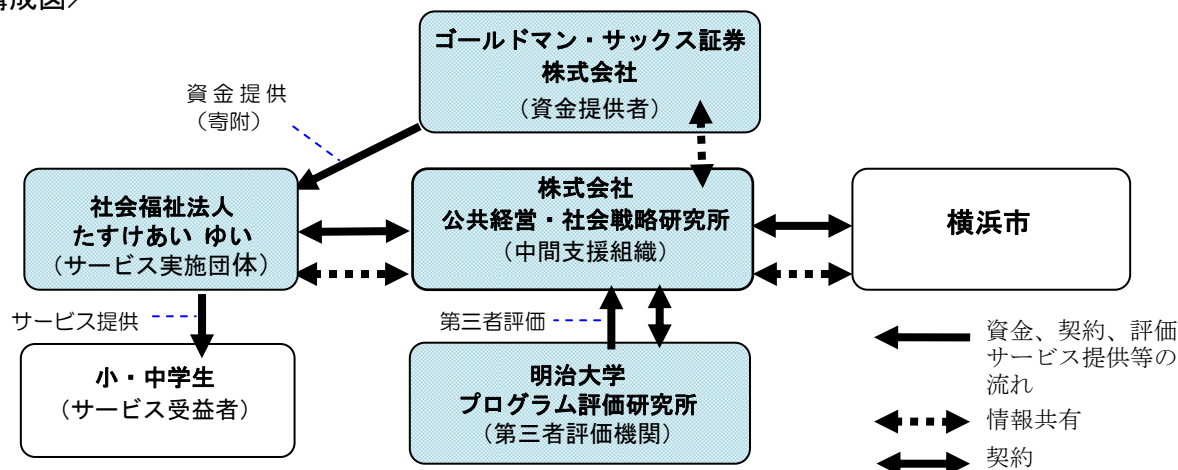 構成図>
ゴールドマン・サックス証券
株式会社
（資金提供者）
資金提供
（寄附）
社会福祉法人
たすけあい ゆい
（サービス実施団体）
株式会社
公共経営・社会戦略研究所
（中間支援組織）
横浜市
サービス提供
第三者評価
小・中学生
（サービス受益者）
明治大学
プログラム評価研究所
（第三者評価機関）
資金、契約、評価
サービス提供等の
流れ
情報共有
契約